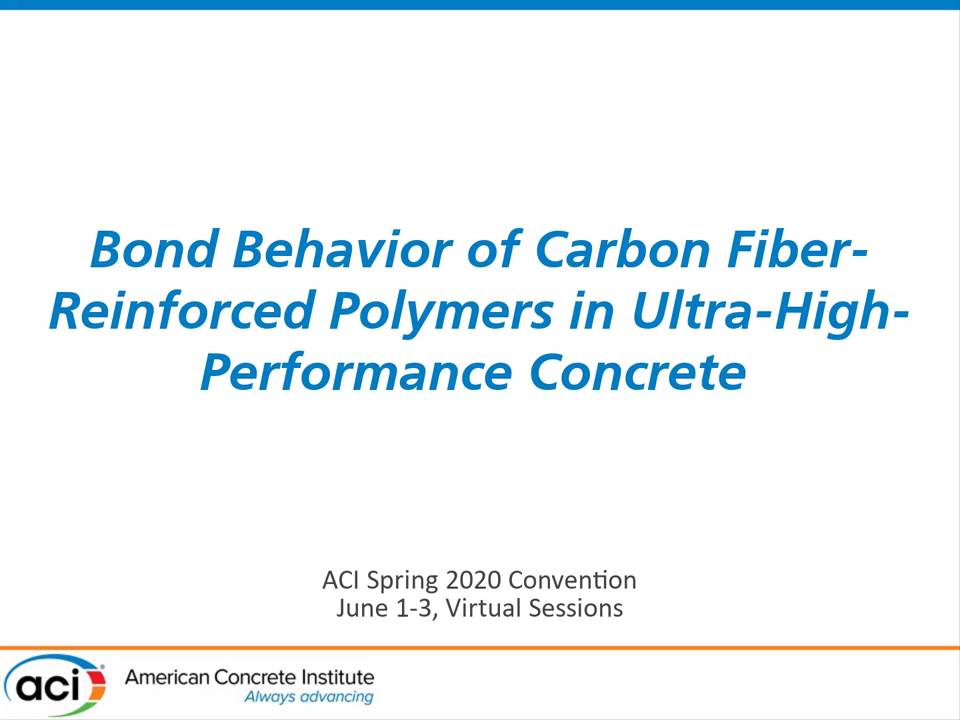 Bond Behavior of Carbon Fiber-
Reinforced Polymers in Ultra-High-
Performance Concrete
ACI Spring 2020 Convention
June 1-3, Virtual Sessions
aci
American Concrete Institute
Always advancing